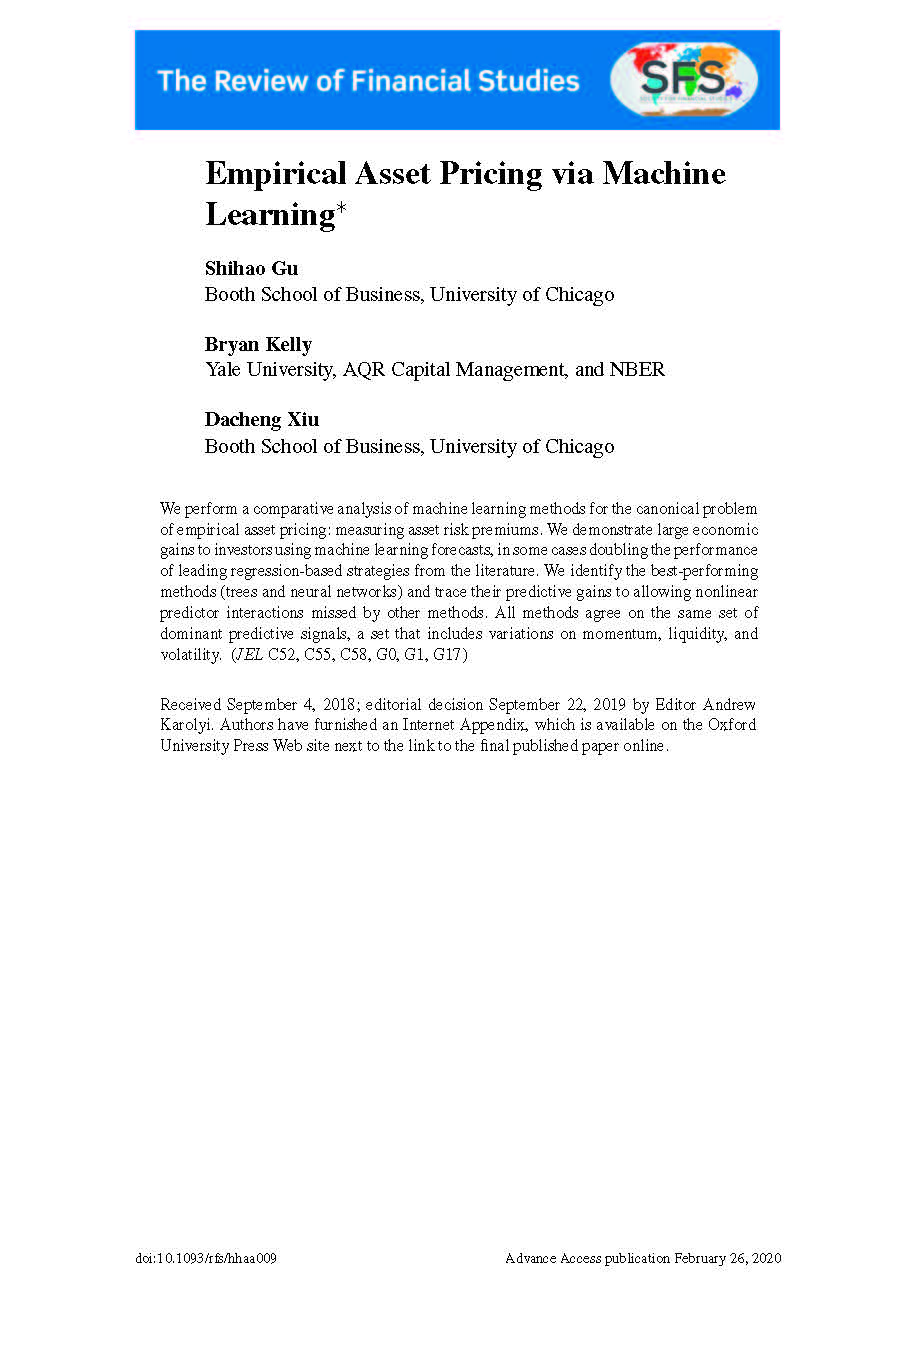 The Review of Financial Studies
SFS
Empirical Asset Pricing via Machine
Learning*
Shihao Gu
Booth School of Business, University of Chicago
Bryan Kelly
Yale University, AQR Capital Management, and NBER
Dacheng Xiu
Booth School of Business, University of Chicago
We perform a comparative analysis of machine learning methods for the canonical problem
of empirical asset pricing: measuring asset risk premiums. We demonstrate large economic
gains to investors using machine learning forecasts, in some cases doubling the performance
of leading regression-based strategies from the literature. We identify the best-performing
methods (trees and neural networks) and trace their predictive gains to allowing nonlinear
predictor interactions missed by other methods. All methods agree on the same set of
dominant predictive signals, a set that includes variations on momentum, liquidity, and
volatility. (JEL C52, C55, C58, G0, G1, G17)
Received September 4, 2018; editorial decision September 22, 2019 by Editor Andrew
Karolyi. Authors have furnished an Internet Appendix, which is available on the Oxford
University Press Web site next to the link to the final published paper online.
doi:10.1093/rfs/hhaa009 Advance Access publication February 26, 2020